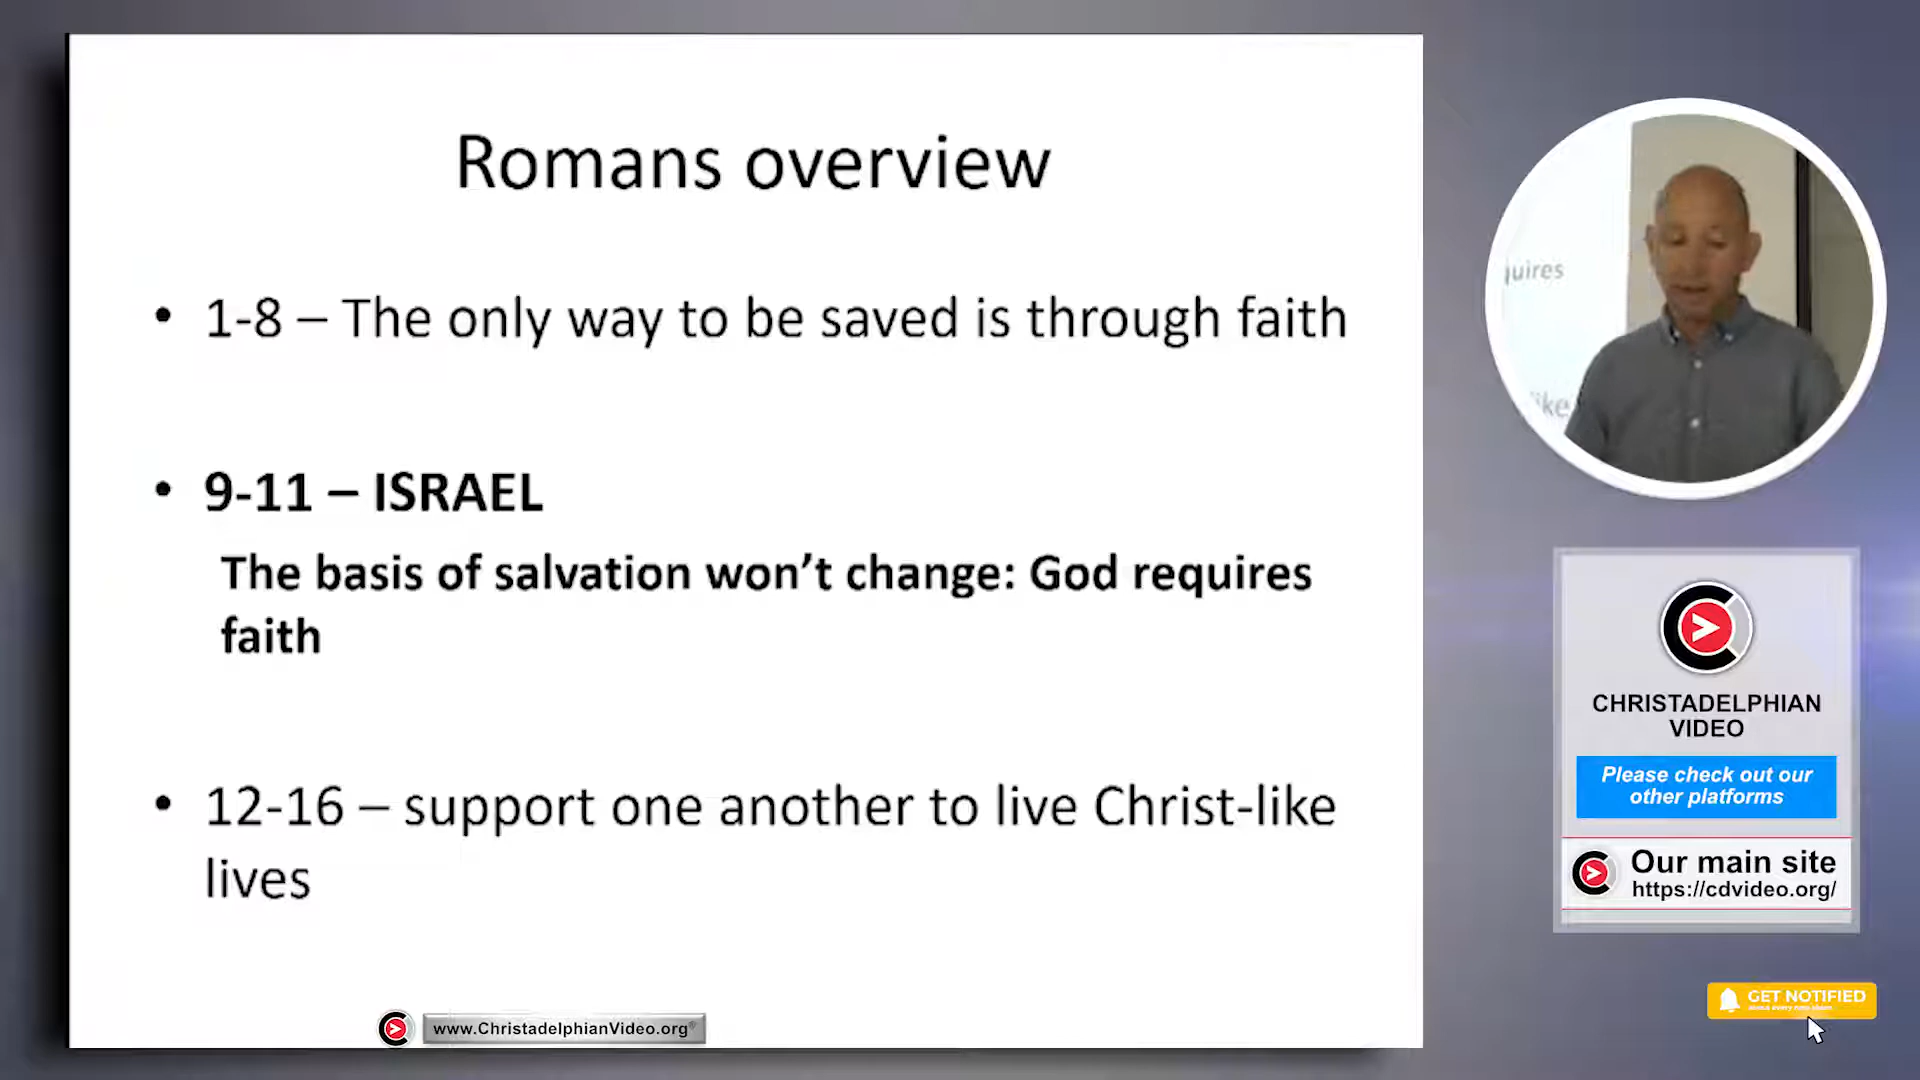 Romans overview
• 1-8 – The only way to be saved is through faith
• 9-11 – ISRAEL
The basis of salvation won’t change: God requires
faith
• 12-16 – support one another to live Christ-like
lives
www.ChristadelphianVideo.org®
quires
like
CHRISTADELPHIAN
VIDEO
Please check out our
other platforms
Our main site
https://cdvideo.org/
GET NOTIFIED